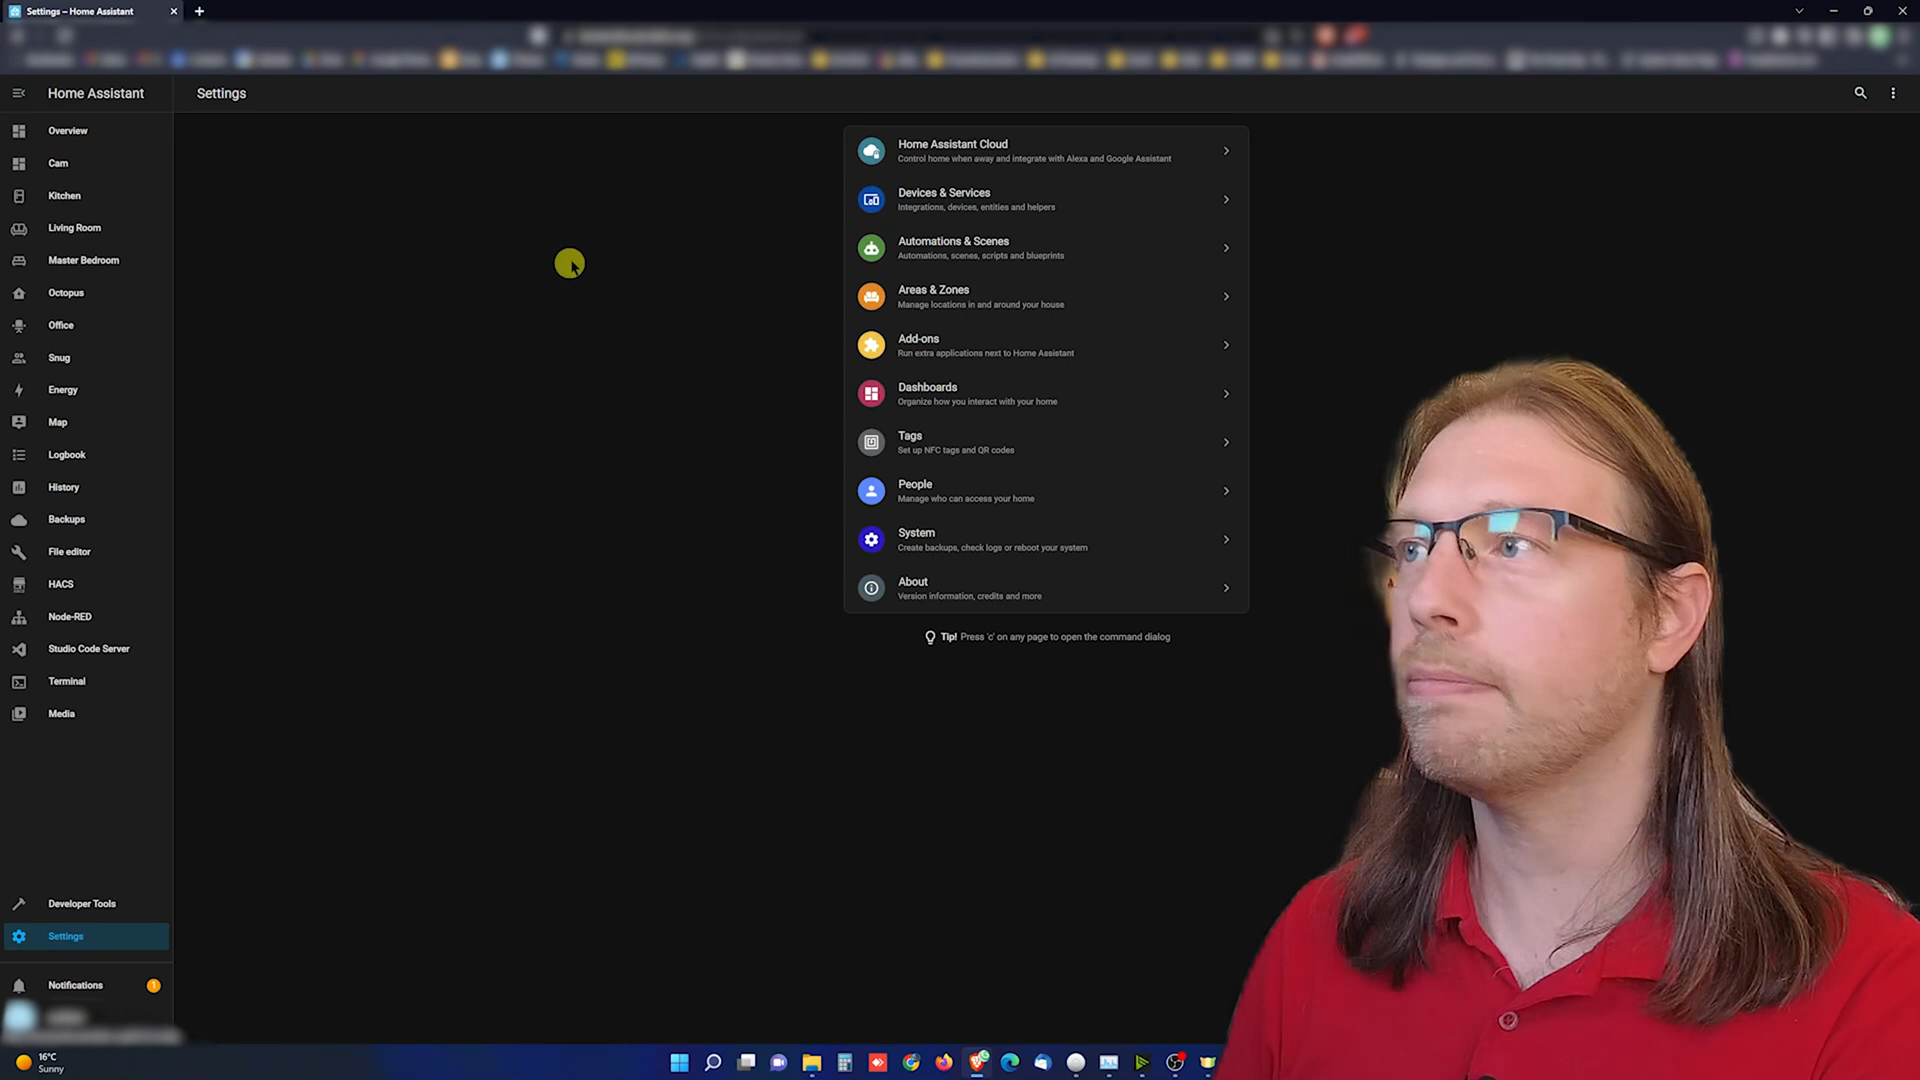 Settings – Home Assistant
Home Assistant
Settings
Overview
Cam
Kitchen
Living Room
Master Bedroom
Octopus
Office
Snug
Energy
Map
Logbook
History
Backups
File editor
HACS
Node-RED
Studio Code Server
Terminal
Media
Developer Tools
Settings
Notifications
1
Home Assistant Cloud
Control home when away and integrate with Alexa and Google Assistant
Devices & Services
Integrations, devices, entities and helpers
Automations & Scenes
Automations, scenes, scripts and blueprints
Areas & Zones
Manage locations in and around your house
Add-ons
Run extra applications next to Home Assistant
Dashboards
Organize how you interact with your home
Tags
Set up NFC tags and QR codes
People
Manage who can access your home
System
Create backups, check logs or reboot your system
About
Version information, credits and more
Tip! Press 'c' on any page to open the command dialog
16°C
Sunny